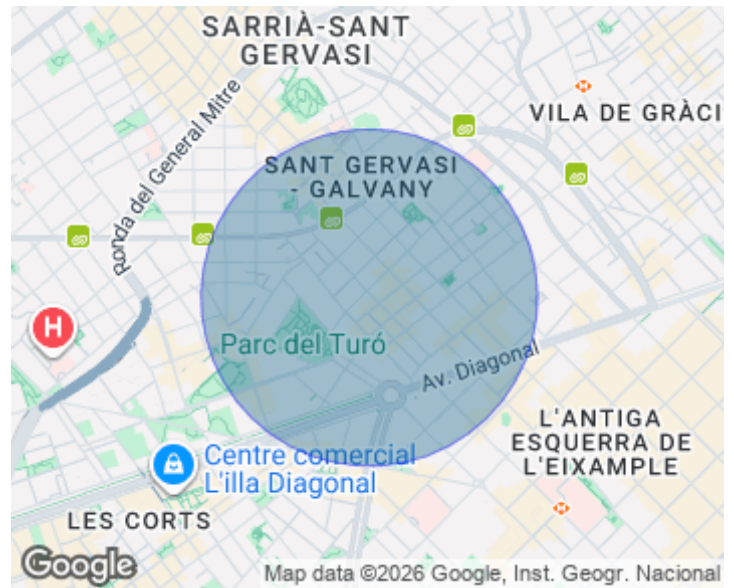 SARRIÀ-SANT
GERVASI
Ronda del General Mitre
VILA DE GRÀCI
SANT GERVASI
- GALVANY
H
Parc del Turó
Av. Diagonal
L'ANTIGA
ESQUERRA DE
L'EIXAMPLE
Centre comercial
L'illa Diagonal
LES CORTS
Google
Map data ©2026 Google, Inst. Geogr. Nacional